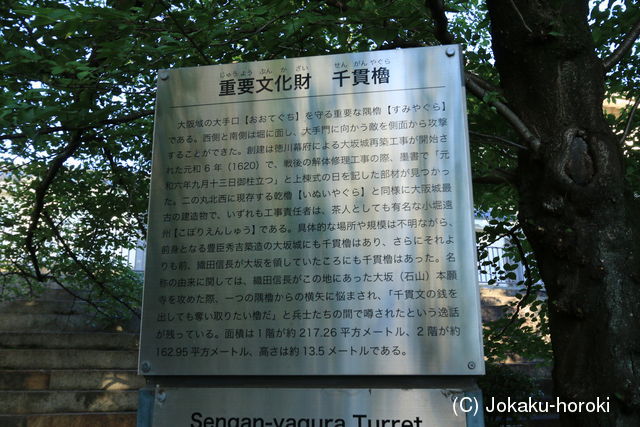 じゅうようぶんかざい せんがんやぐら
重要文化財 千貫櫓
大阪城の大手口【おおてぐち】を守る重要な隅櫓【すみやぐら】
である。西側と南側は堀に面し、大手門に向かう敵を側面から攻撃
することができた。創建は徳川幕府による大坂城再築工事が開始さ
れた元和6年（1620）で、戦後の解体修理工事の際、墨書で「元
和六年九月十三日御柱立つ」と上棟式の日を記した部材が見つかっ
た。二の丸北西に現存する乾櫓【いぬいやぐら】と同様に大阪城最
古の建造物で、いずれも工事責任者は、茶人としても有名な小堀遠
州【こぼりえんしゅう】である。具体的な場所や規模は不明ながら、
前身となる豊臣秀吉築造の大坂城にも千貫櫓はあり、さらにそれよ
りも前、織田信長が大坂を領していたころにも千貫櫓はあった。名
称の由来に関しては、織田信長がこの地にあった大坂（石山）本願
寺を攻めた際、一つの隅櫓からの横矢に悩まされ、「千貫文の銭を
出しても奪い取りたい櫓だ」と兵士たちの間で噂されたという逸話
が残っている。面積は1階が約217.26平方メートル、2階が約
162.95平方メートル、高さは約13.5メートルである。
Sengan-yagura Turret
(C) Jokaku-horoki